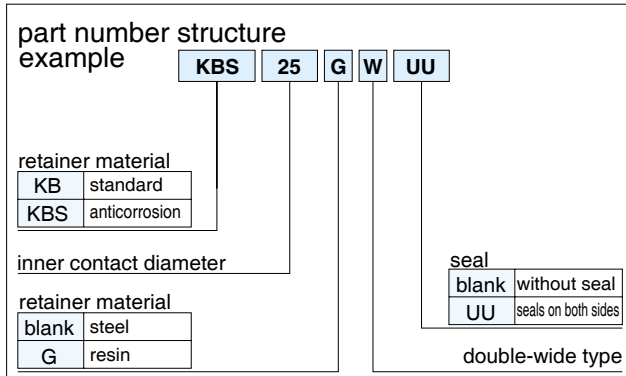 part number structure
example
KBS 25 G W UU
retainer material
KB standard
KBS anticorrosion
inner contact diameter
retainer material
blank steel
G resin
seal
blank without seal
UU seals on both sides
double-wide type